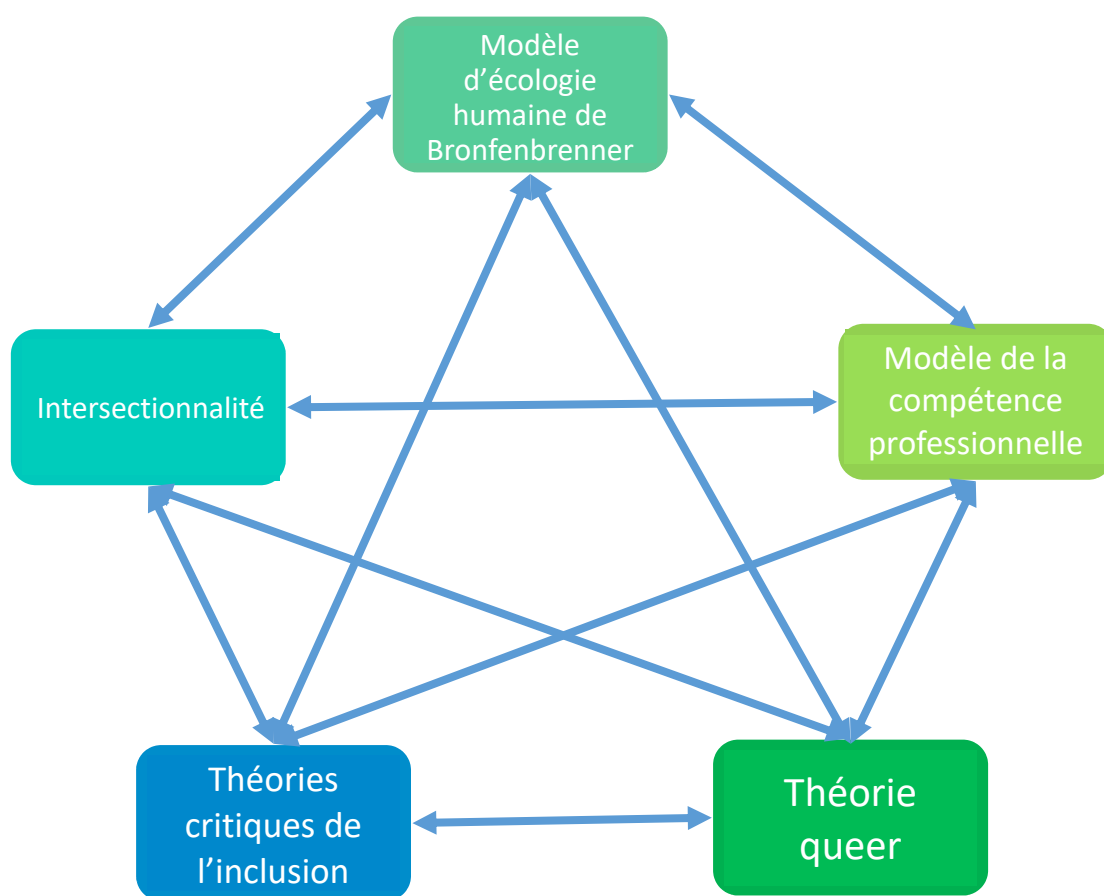 Modèle
d’écologie
humaine de
Bronfenbrenner
Intersectionnalité
Modèle de la
compétence
professionnelle
Théories
critiques de
l’inclusion
Théorie
queer